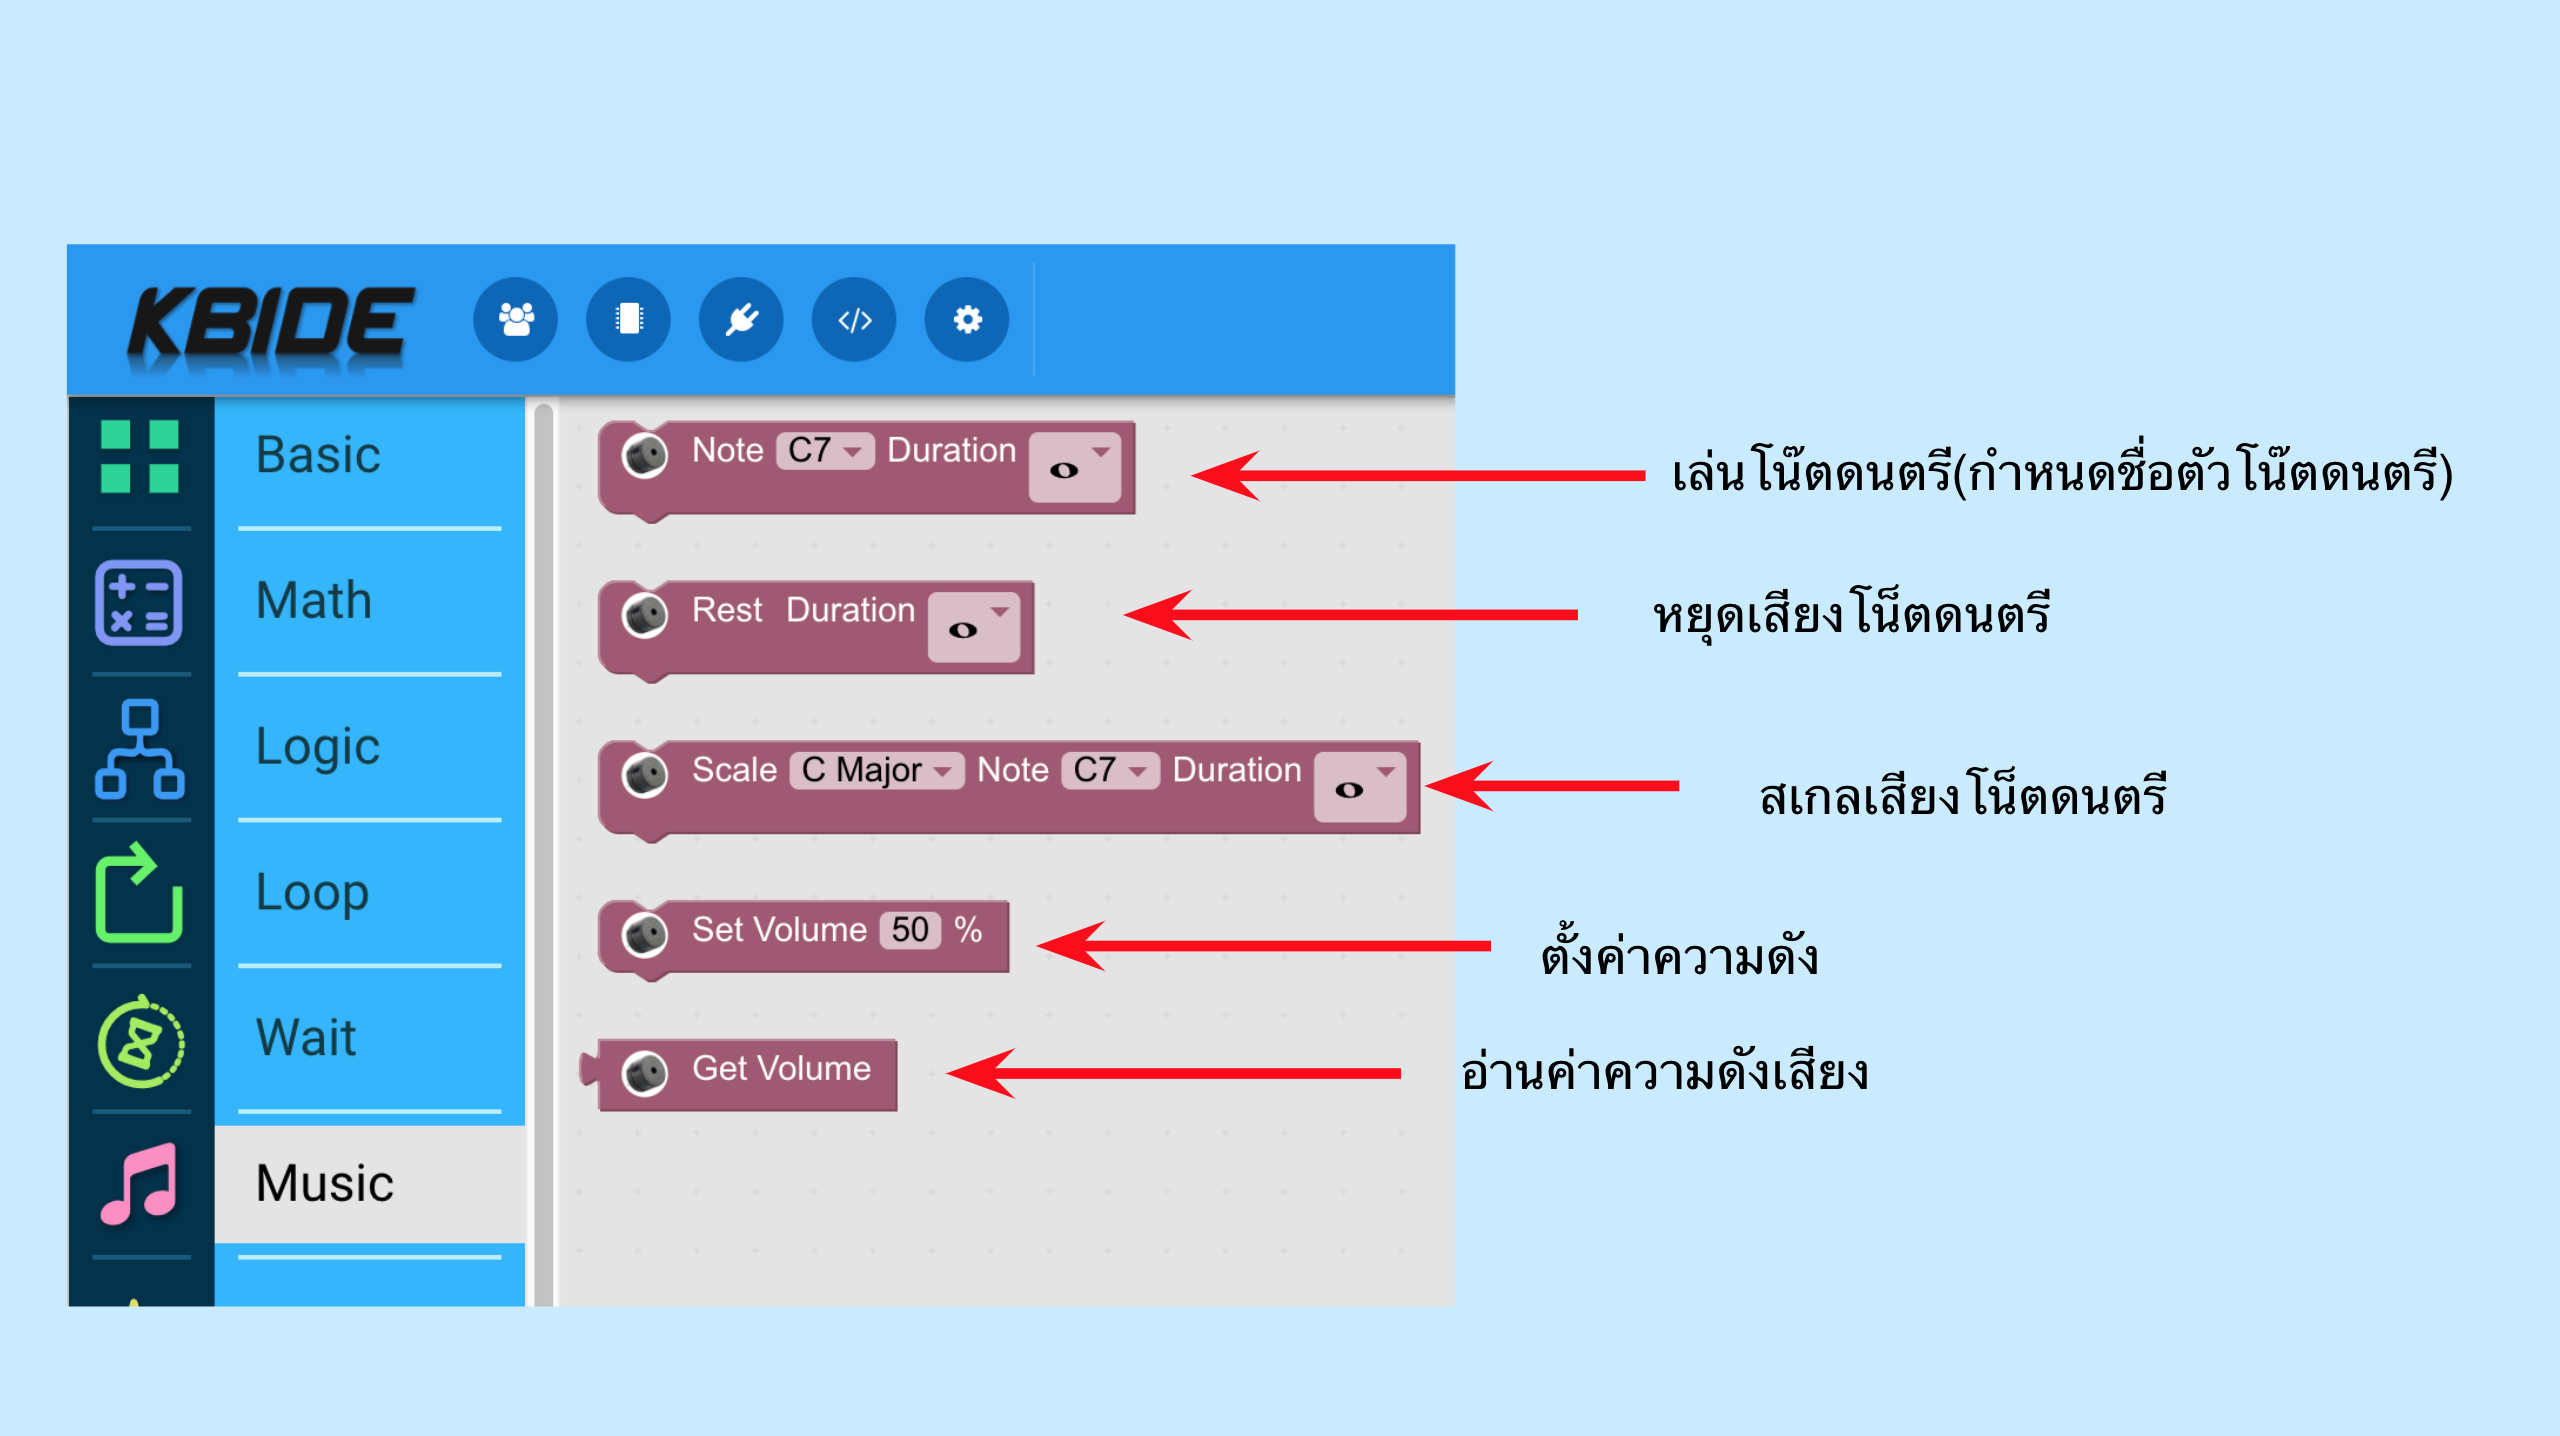 KBIDE
Basic
Math
Logic
Loop
Wait
Music
Note C7 Duration
เล่นโน๊ตดนตรี(กำหนดชื่อตัวโน๊ตดนตรี)
Rest Duration
หยุดเสียงโน็ตดนตรี
Scale C Major Note C7 Duration
สเกลเสียงโน็ตดนตรี
Set Volume 50 %
ตั้งค่าความดัง
Get Volume
อ่านค่าความดังเสียง